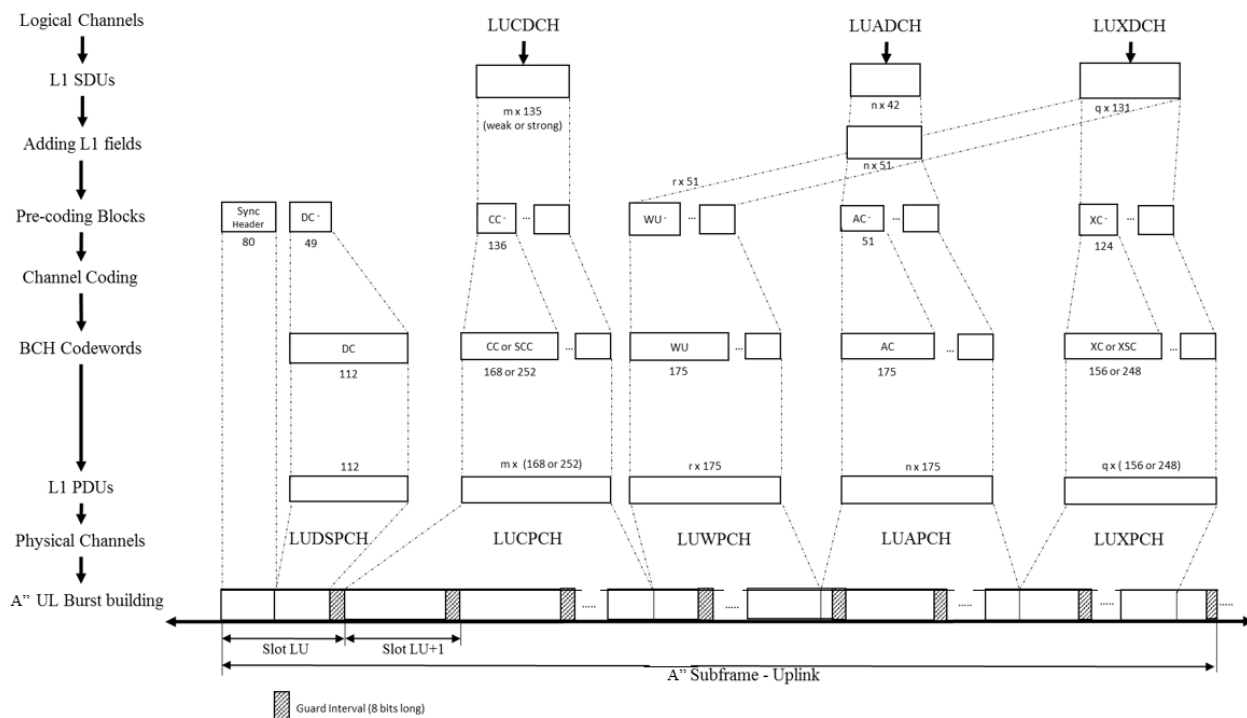 Logical Channels
LUCDCH
LUADCH
LUXDCH
L1 SDUs
m x 135
(weak or strong)
n x 42
q x 131
Adding L1 fields
n x 51
r x 51
Pre-coding Blocks
Sync
Header
DC -
CC -
...
WU -
...
AC -
...
XC -
...
80
49
136
51
124
Channel Coding
BCH Codewords
DC
CC or SCC
...
WU
...
AC
...
XC or XSC
...
112
168 or 252
175
175
156 or 248
112
m x (168 or 252)
r x 175
n x 175
q x ( 156 or 248)
L1 PDUs
Physical Channels
LUDSPCH
LUCPCH
LUWPCH
LUAPCH
LUXPCH
A” UL Burst building
.....
.....
.....
.....
.....
.....
Slot LU
Slot LU+1
A” Subframe - Uplink
Guard Interval (8 bits long)